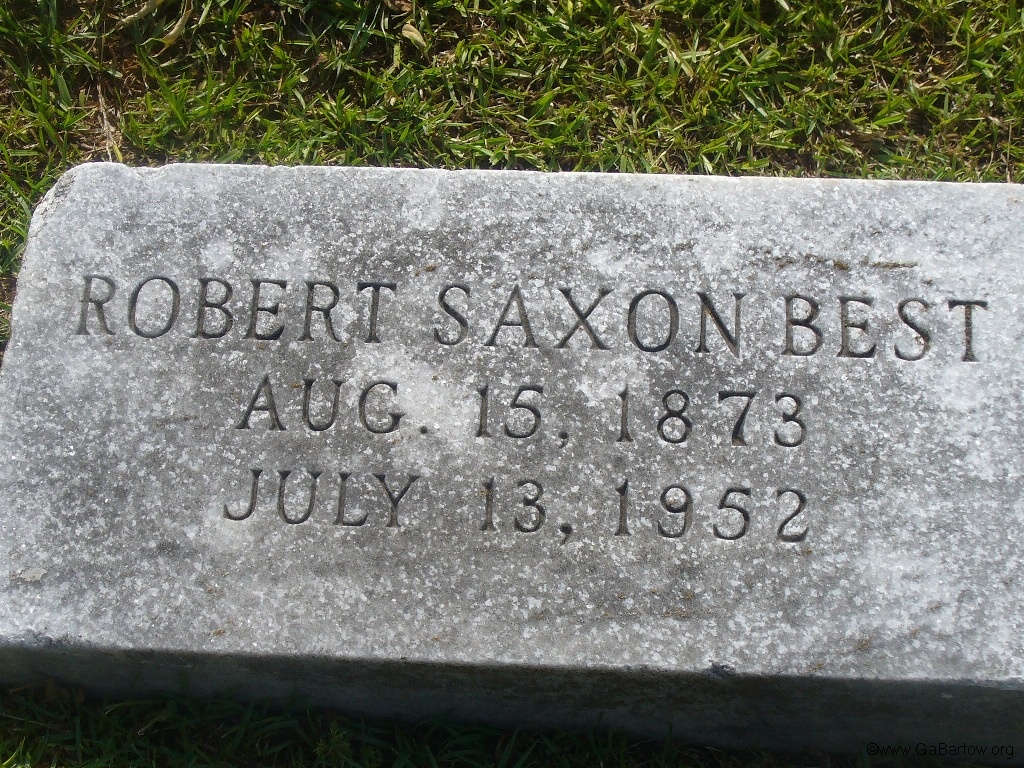 ROBERT SAXON BEST
AUG. 15, 1873
JULY 13, 1952
©www.GaBartow.org